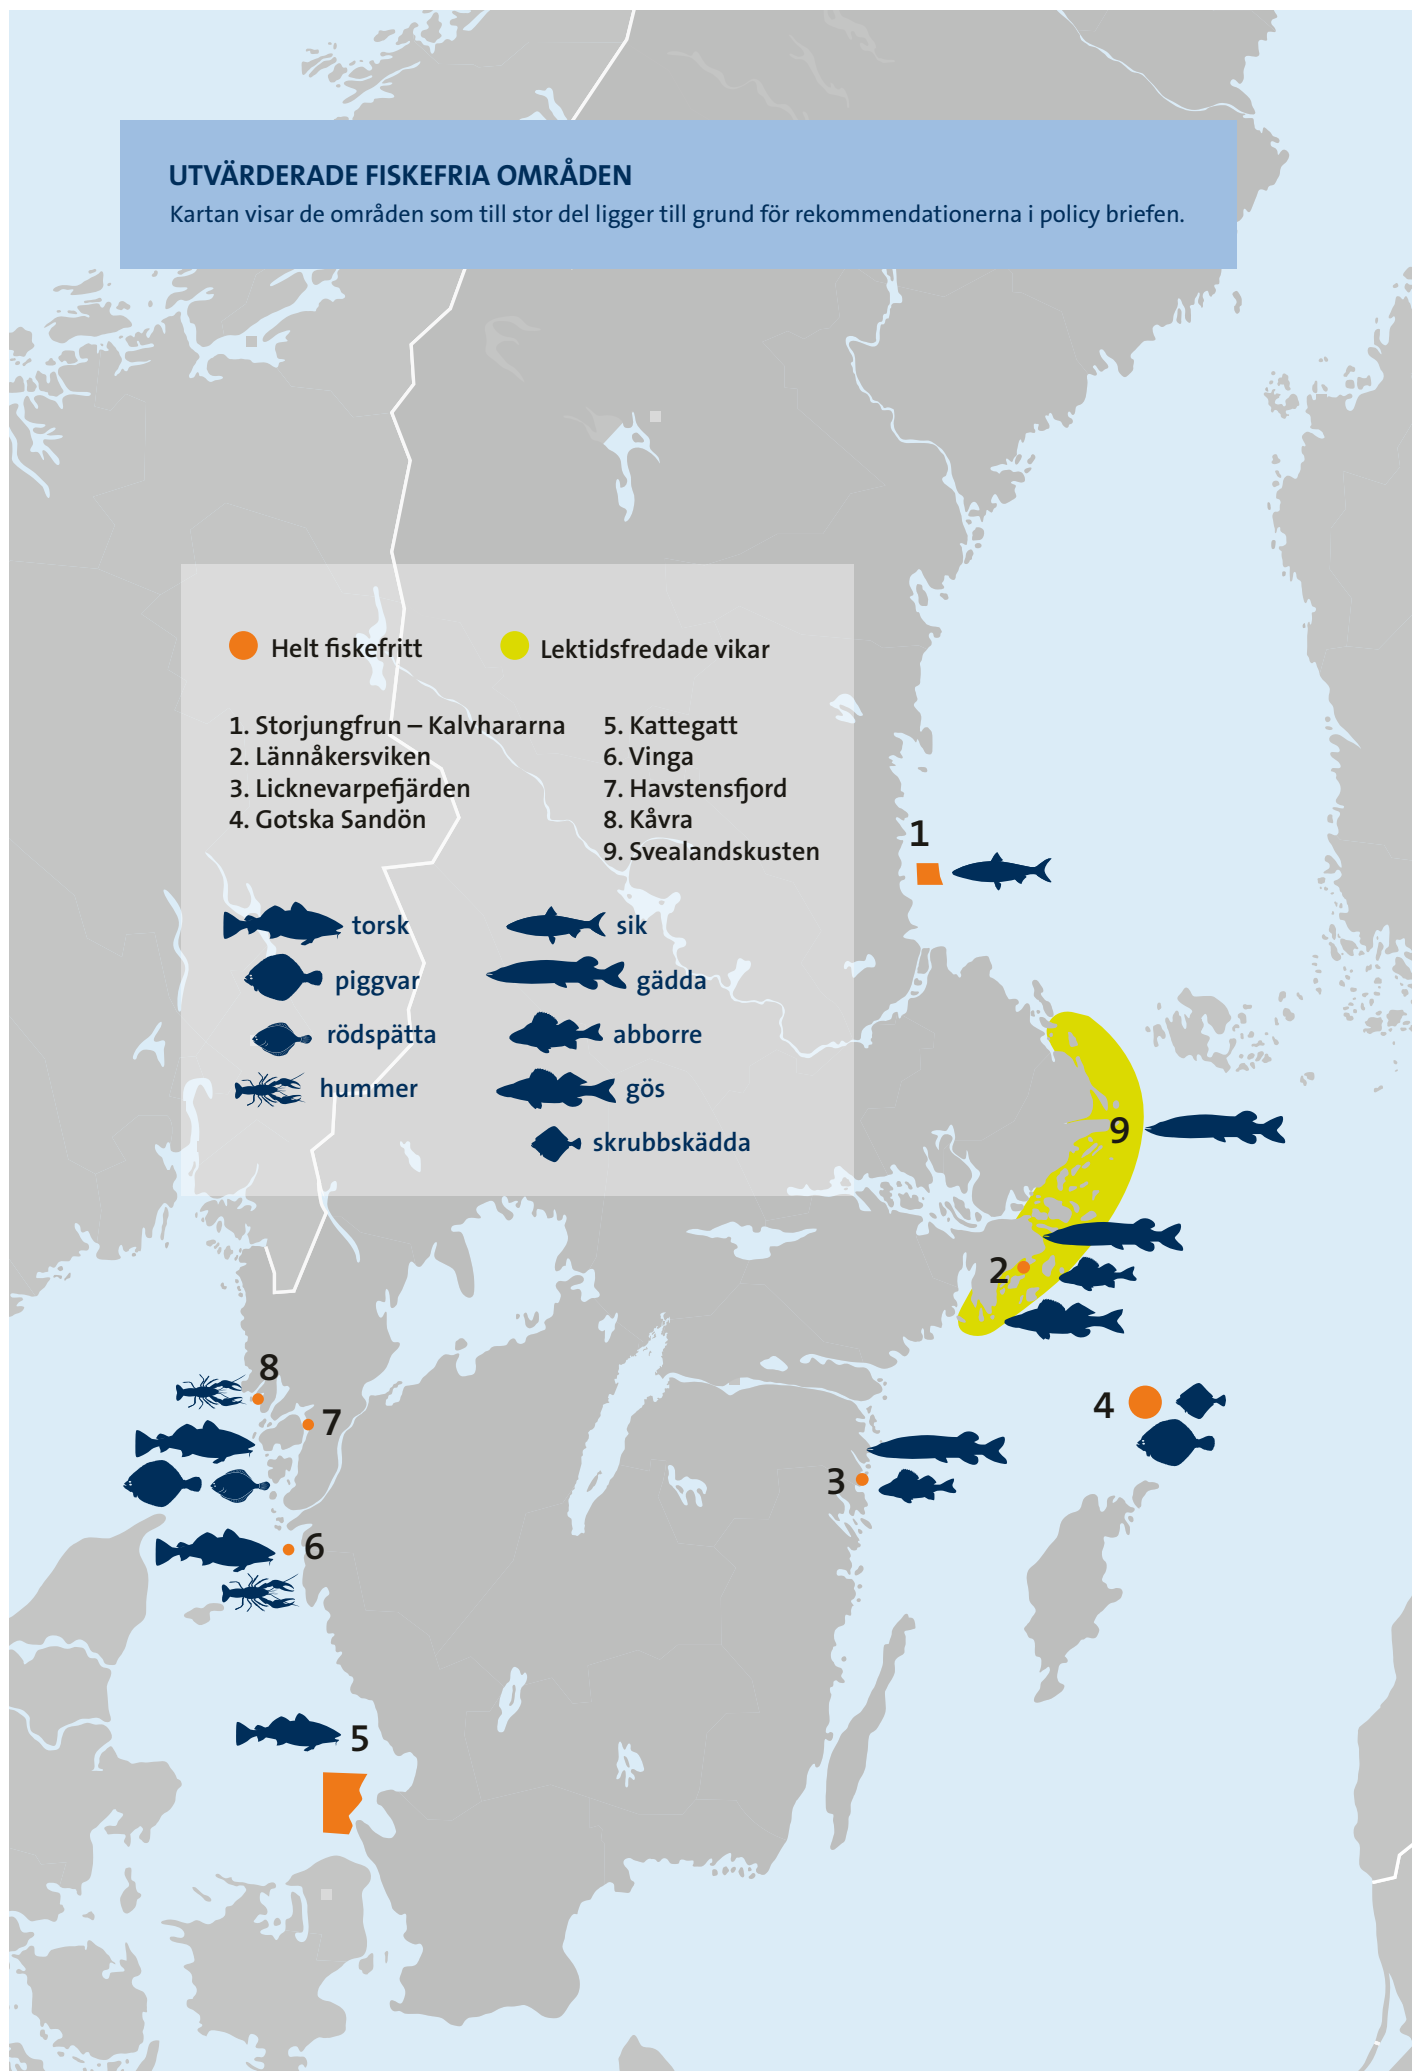 UTVÄRDERADE FISKEFRIA OMRÅDEN
Kartan visar de områden som till stor del ligger till grund för rekommendationerna i policy briefen.
Helt fiskefritt
Lektidsfredade vikar
1. Storjungfrun – Kalvhararna
2. Lännåkersviken
3. Licknevarpefjärden
4. Gotska Sandön
5. Kattegatt
6. Vinga
7. Havstensfjord
8. Kåvra
9. Svealandskusten
torsk
piggvar
rödspätta
hummer
sik
gädda
abborre
gös
skrubbskädda
1
9
2
8
4
7
3
6
5